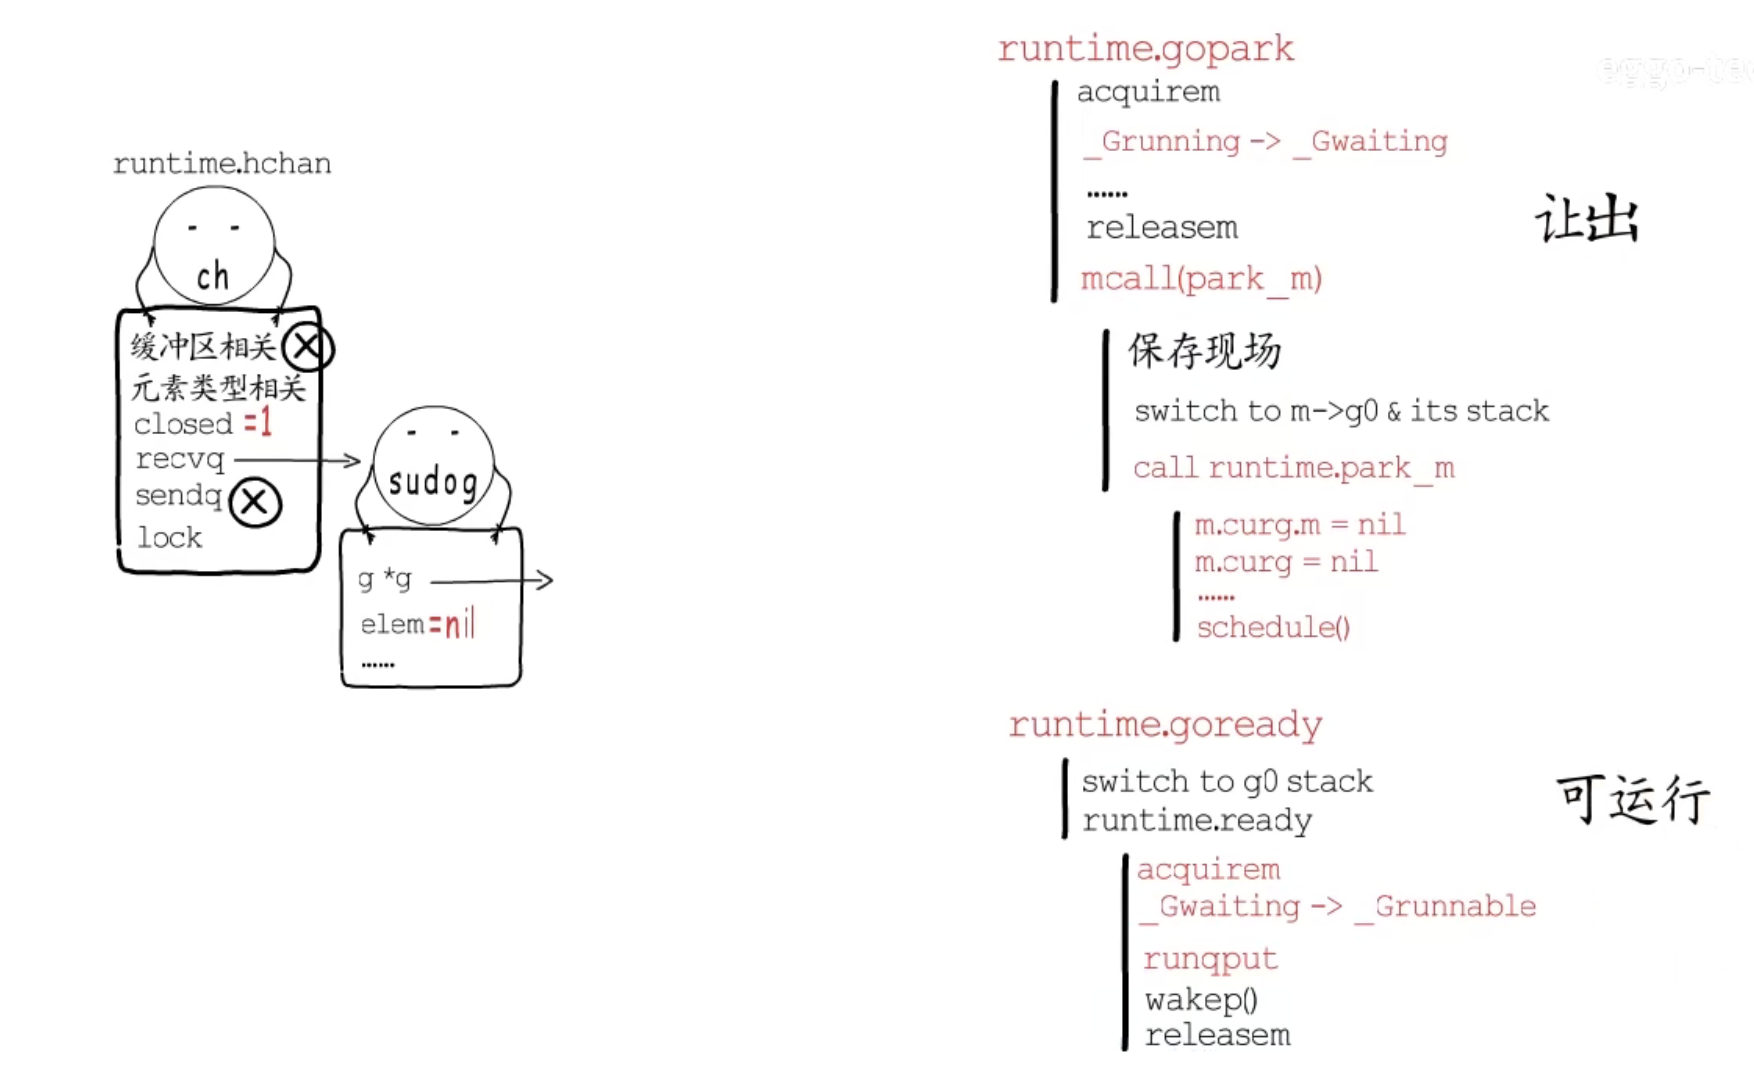 runtime.hchan
ch
缓冲区相关
元素类型相关
closed =1
recvq
sendq
lock
sudog
g *g
elem=nil
......
runtime.gopark
acquirem
_Grunning -> _Gwaiting
......
releasem
mcall(park_m)
让出
保存现场
switch to m->g0 & its stack
call runtime.park_m
m.curg.m = nil
m.curg = nil
......
schedule()
runtime.goready
switch to g0 stack
runtime.ready
可运行
acquirem
_Gwaiting -> _Grunnable
runqput
wakep()
releasem